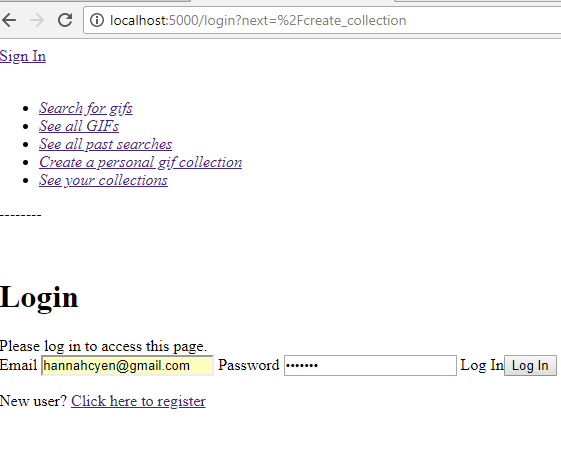 localhost:5000/login?next=%2Fcreate_collection
Sign In
Search for gifs
See all GIFs
See all past searches
Create a personal gif collection
See your collections
--------
Login
Please log in to access this page.
Email hannahcyen@gmail.com Password ••••••• Log In Log In
New user? Click here to register